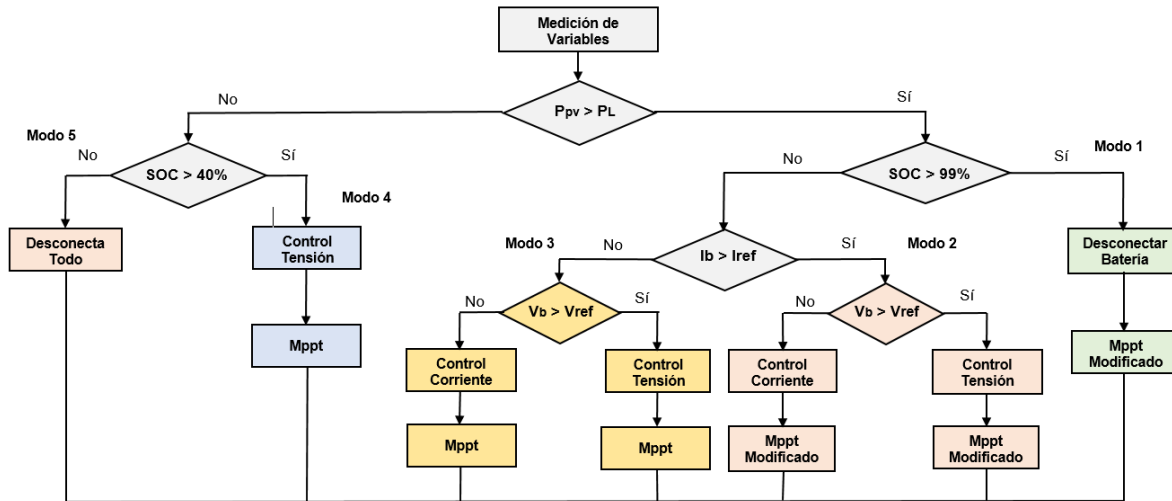 Medición de
Variables
No
Ppv > PL
Sí
Modo 5
No
SOC > 40%
Sí
Modo 4
No
SOC > 99%
Sí
Modo 1
Desconecta
Todo
Control
Tensión
Modo 3
No
Ib > Iref
Sí
Modo 2
Desconectar
Batería
No
Vb > Vref
Sí
No
Vb > Vref
Sí
Mppt
Control
Corriente
Control
Tensión
Control
Corriente
Control
Tensión
Mppt
Modificado
Mppt
Mppt
Mppt
Modificado
Mppt
Modificado